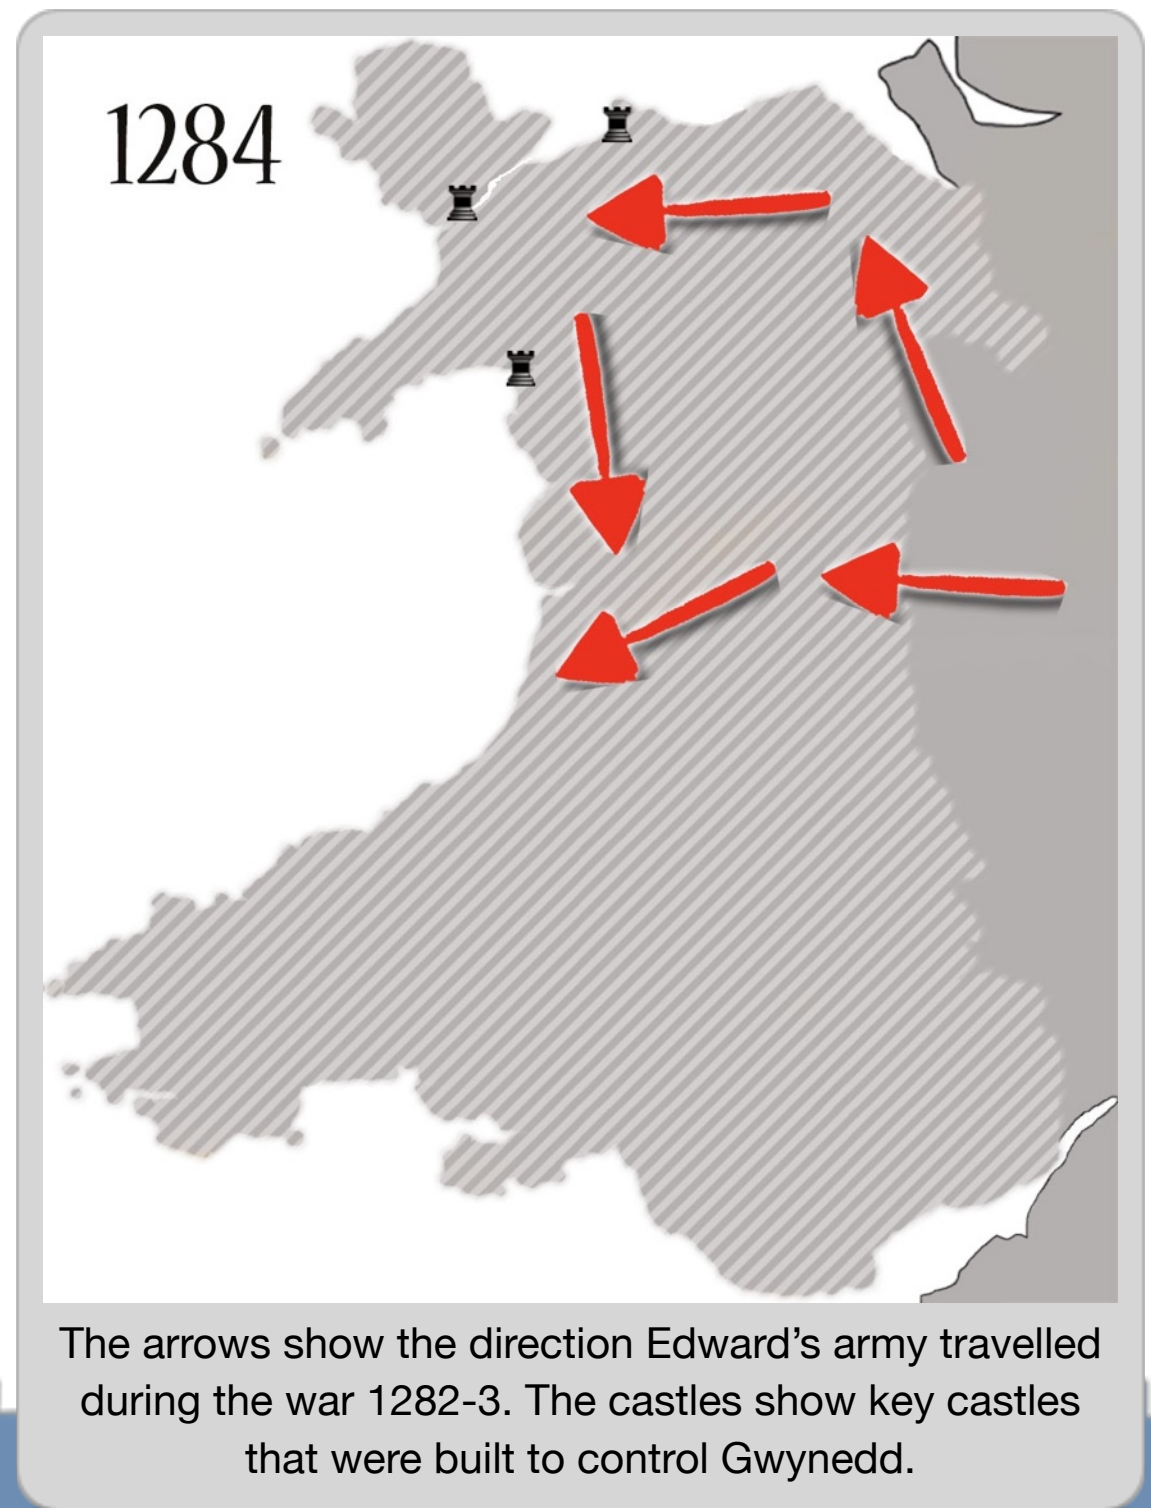 1284
The arrows show the direction Edward’s army travelled
during the war 1282-3. The castles show key castles
that were built to control Gwynedd.